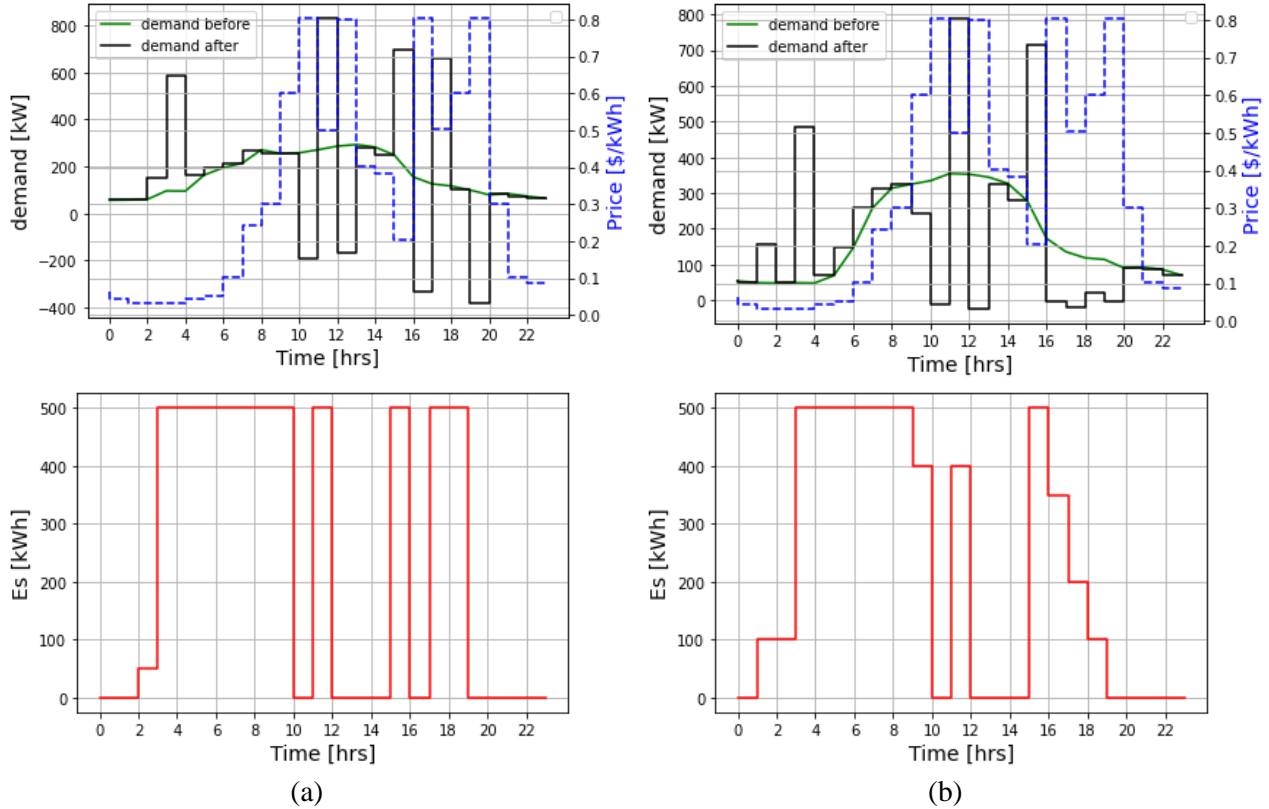 demand before
demand after
800
600
400
200
0
−200
−400
demand [kW]
0.8
0.7
0.6
0.5
0.4
0.3
0.2
0.1
0.0
Price [$/kWh]
0 2 4 6 8 10 12 14 16 18 20 22
Time [hrs]
demand before
demand after
800
700
600
500
400
300
200
100
0
demand [kW]
0.8
0.7
0.6
0.5
0.4
0.3
0.2
0.1
0.0
Price [$/kWh]
0 2 4 6 8 10 12 14 16 18 20 22
Time [hrs]
500
400
300
200
100
0
Es [kWh]
0 2 4 6 8 10 12 14 16 18 20 22
Time [hrs]
(a)
500
400
300
200
100
0
Es [kWh]
0 2 4 6 8 10 12 14 16 18 20 22
Time [hrs]
(b)